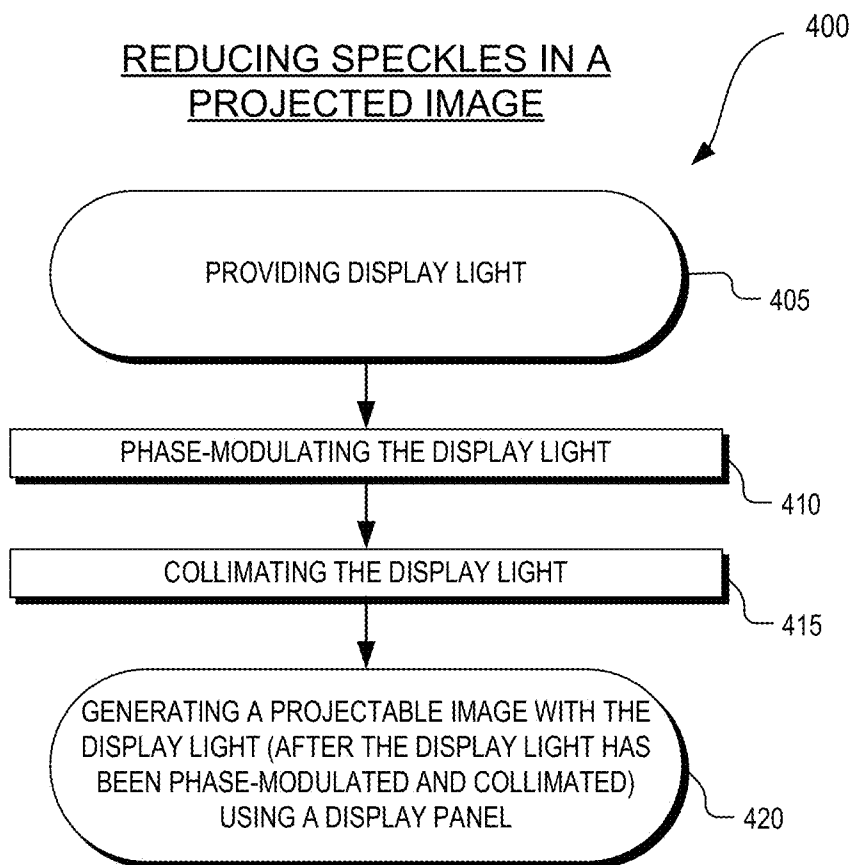 400
REDUCING SPECKLES IN A
PROJECTED IMAGE
PROVIDING DISPLAY LIGHT
405
PHASE-MODULATING THE DISPLAY LIGHT
410
COLLIMATING THE DISPLAY LIGHT
415
GENERATING A PROJECTABLE IMAGE WITH THE
DISPLAY LIGHT (AFTER THE DISPLAY LIGHT HAS
BEEN PHASE-MODULATED AND COLLIMATED)
USING A DISPLAY PANEL
420